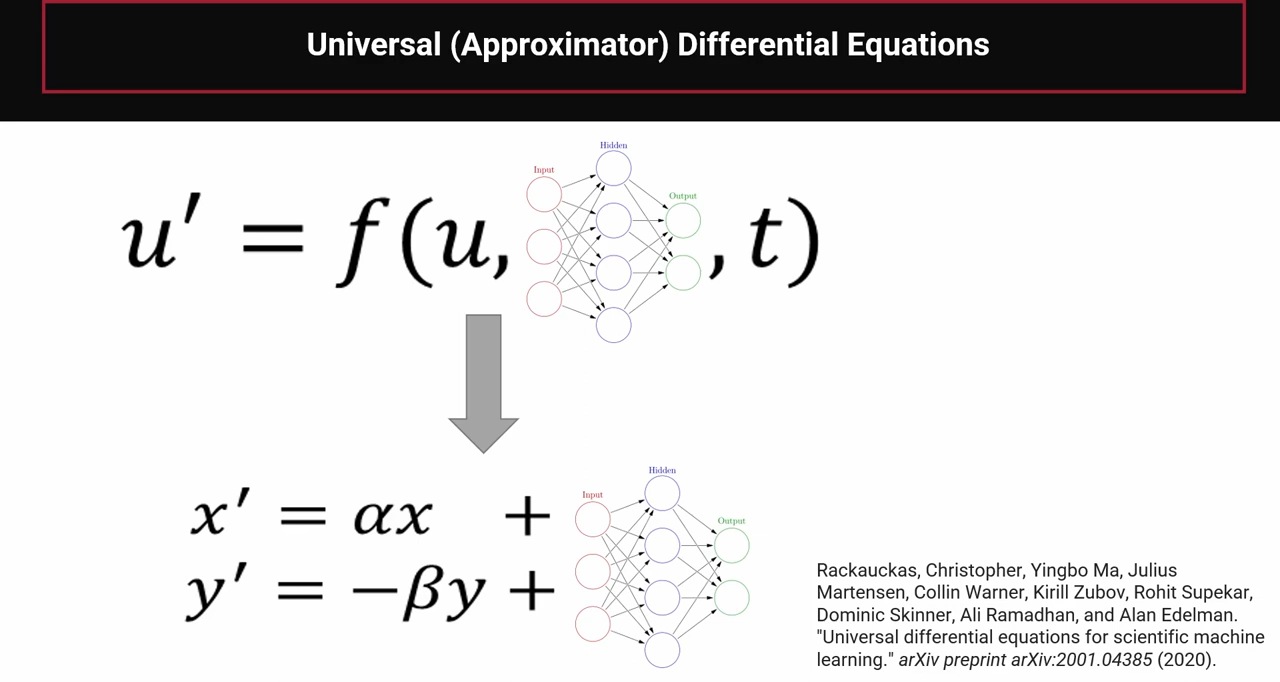 Universal (Approximator) Differential Equations
Hidden
Input
Output
u′ = f(u, , t)
Hidden
Input
Output
x′ = αx +
y′ = −βy +
Rackauckas, Christopher, Yingbo Ma, Julius
Martensen, Collin Warner, Kirill Zubov, Rohit Supekar,
Dominic Skinner, Ali Ramadhan, and Alan Edelman.
"Universal differential equations for scientific machine
learning." arXiv preprint arXiv:2001.04385 (2020).